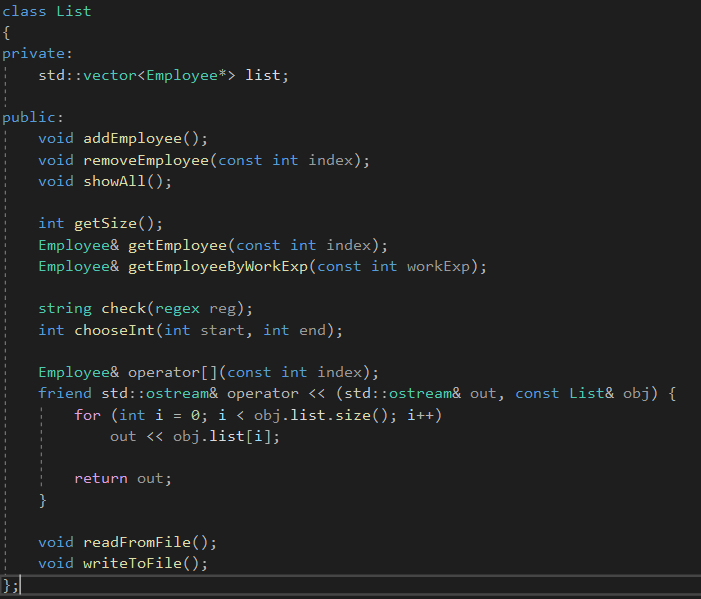 class List
{
private:
    std::vector<Employee*> list;

public:
    void addEmployee();
    void removeEmployee(const int index);
    void showAll();

    int getSize();
    Employee& getEmployee(const int index);
    Employee& getEmployeeByWorkExp(const int workExp);

    string check(regex reg);
    int chooseInt(int start, int end);

    Employee& operator[](const int index);
    friend std::ostream& operator << (std::ostream& out, const List& obj) {
        for (int i = 0; i < obj.list.size(); i++)
            out << obj.list[i];

        return out;
    }

    void readFromFile();
    void writeToFile();
};